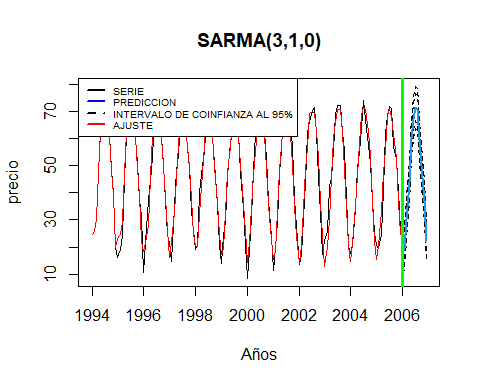 SARMA(3,1,0)
SERIE
PREDICCION
INTERVALO DE COINFIANZA AL 95%
AJUSTE
precio
70
50
30
10
1994 1996 1998 2000 2002 2004 2006
Años